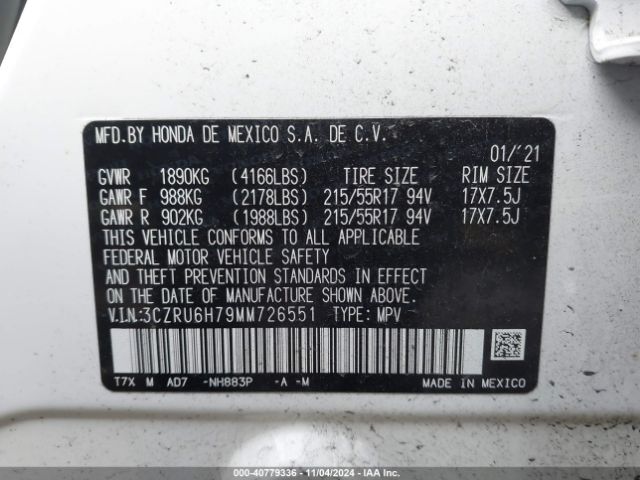 MFD.BY HONDA DE MEXICO S.A. DE C.V.
01/'21
GVWR 1890KG (4166LBS) TIRE SIZE RIM SIZE
GAWR F 988KG (2178LBS) 215/55R17 94V 17X7.5J
GAWR R 902KG (1988LBS) 215/55R17 94V 17X7.5J
THIS VEHICLE CONFORMS TO ALL APPLICABLE
FEDERAL MOTOR VEHICLE SAFETY
AND THEFT PREVENTION STANDARDS IN EFFECT
ON THE DATE OF MANUFACTURE SHOWN ABOVE.
V.I.N:3CZRU6H79MM726551 TYPE: MPV
T7X M AD7 -NH883P -A -M MADE IN MEXICO
000-40779336 - 11/04/2024 - IAA Inc.